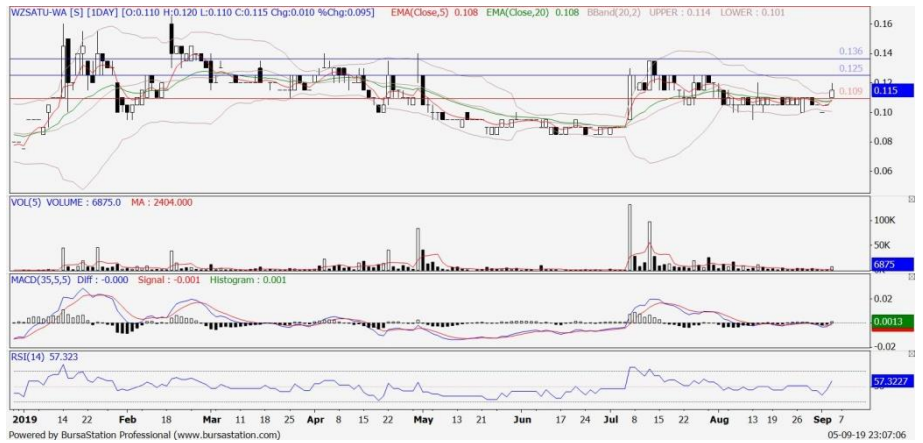 WZSATU-WA [S] [1DAY] [O:0.110 H:0.120 L:0.110 C:0.115 Chg:0.010 %Chg:0.095] EMA(Close,5) 0.108 EMA(Close,20) 0.108 BBand(20,2) UPPER : 0.114 LOWER : 0.101
0.16
0.14
0.136
0.125
0.12
0.109
0.115
0.10
0.08
0.06
VOL(5) VOLUME : 6875.0 MA : 2404.000
100K
50K
6875
MACD(35,5,5) Diff : -0.000 Signal : -0.001 Histogram : 0.001
0.02
0.0013
-0.02
RSI(14) 57.323
57.3227
2019 14 22 Feb 18 Mar 11 18 25 Apr 8 15 22 May 13 21 Jun 10 17 25 Jul 8 15 22 Aug 13 19 26 Sep 7
Powered by BursaStation Professional (www.bursastation.com)
05-09-19 23:07:06